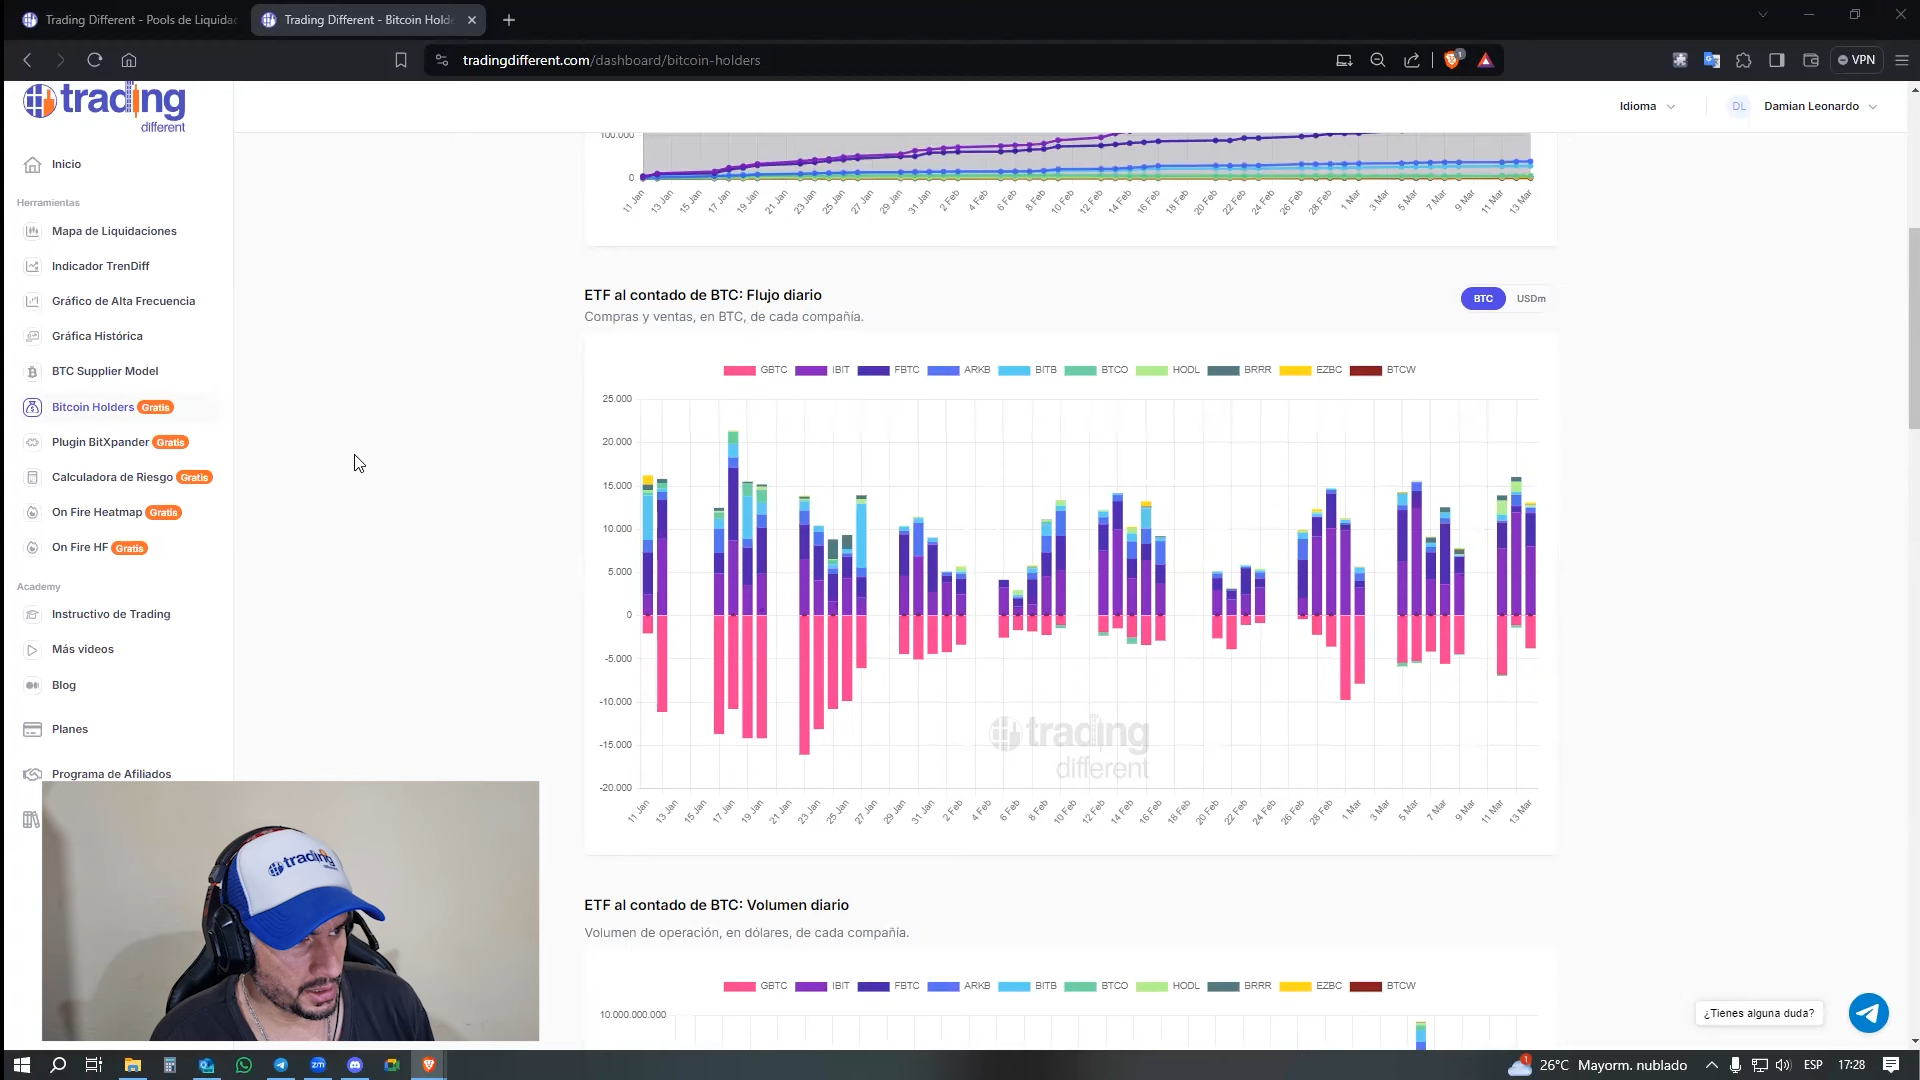 Trading Different - Pools de Liquidac
Trading Different - Bitcoin Holde
tradingdifferent.com/dashboard/bitcoin-holders
1
VPN
trading
different
Idioma
DL
Damian Leonardo
Inicio
Herramientas
Mapa de Liquidaciones
Indicador TrenDiff
Gráfico de Alta Frecuencia
Gráfica Histórica
BTC Supplier Model
Bitcoin Holders Gratis
Plugin BitXpander Gratis
Calculadora de Riesgo Gratis
On Fire Heatmap Gratis
On Fire HF Gratis
Academy
Instructivo de Trading
Más videos
Blog
Planes
Programa de Afiliados
100.000
0
11 Jan 13 Jan 15 Jan 17 Jan 19 Jan 21 Jan 23 Jan 25 Jan 27 Jan 29 Jan 31 Jan 2 Feb 4 Feb 6 Feb 8 Feb 10 Feb 12 Feb 14 Feb 16 Feb 18 Feb 20 Feb 22 Feb 24 Feb 26 Feb 28 Feb 1 Mar 3 Mar 5 Mar 7 Mar 9 Mar 11 Mar 13 Mar
ETF al contado de BTC: Flujo diario
Compras y ventas, en BTC, de cada compañía.
BTC USDm
GBTC IBIT FBTC ARKB BITB BTCO HODL BRRR EZBC BTCW
25.000
20.000
15.000
10.000
5.000
0
-5.000
-10.000
-15.000
-20.000
trading
different
11 Jan 13 Jan 15 Jan 17 Jan 19 Jan 21 Jan 23 Jan 25 Jan 27 Jan 29 Jan 31 Jan 2 Feb 4 Feb 6 Feb 8 Feb 10 Feb 12 Feb 14 Feb 16 Feb 18 Feb 20 Feb 22 Feb 24 Feb 26 Feb 28 Feb 1 Mar 3 Mar 5 Mar 7 Mar 9 Mar 11 Mar 13 Mar
ETF al contado de BTC: Volumen diario
Volumen de operación, en dólares, de cada compañía.
GBTC IBIT FBTC ARKB BITB BTCO HODL BRRR EZBC BTCW
10.000.000.000
¿Tienes alguna duda?
trading
zm
1
26°C Mayorm. nublado
ESP
17:28